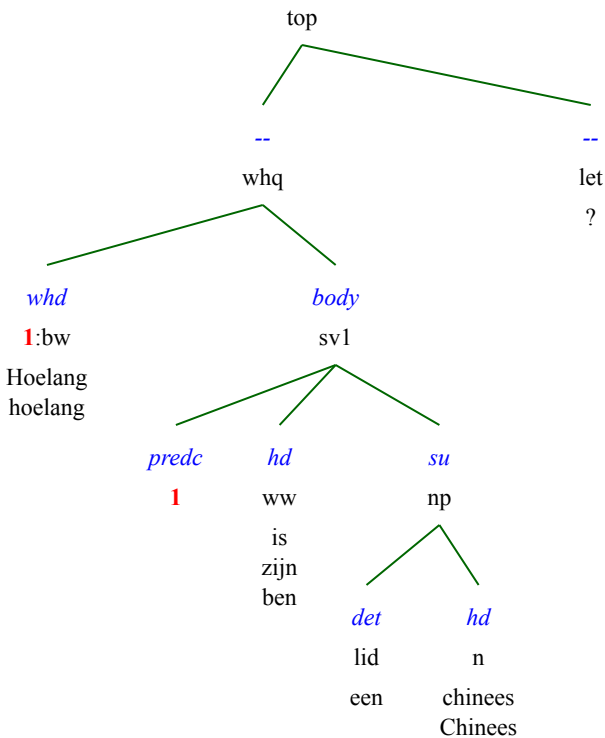 top
-- --
whq let
?
whd body
1:bw sv1
Hoelang
hoelang
predc hd su
1 ww np
is
zijn
ben
det hd
lid n
een chinees
Chinees